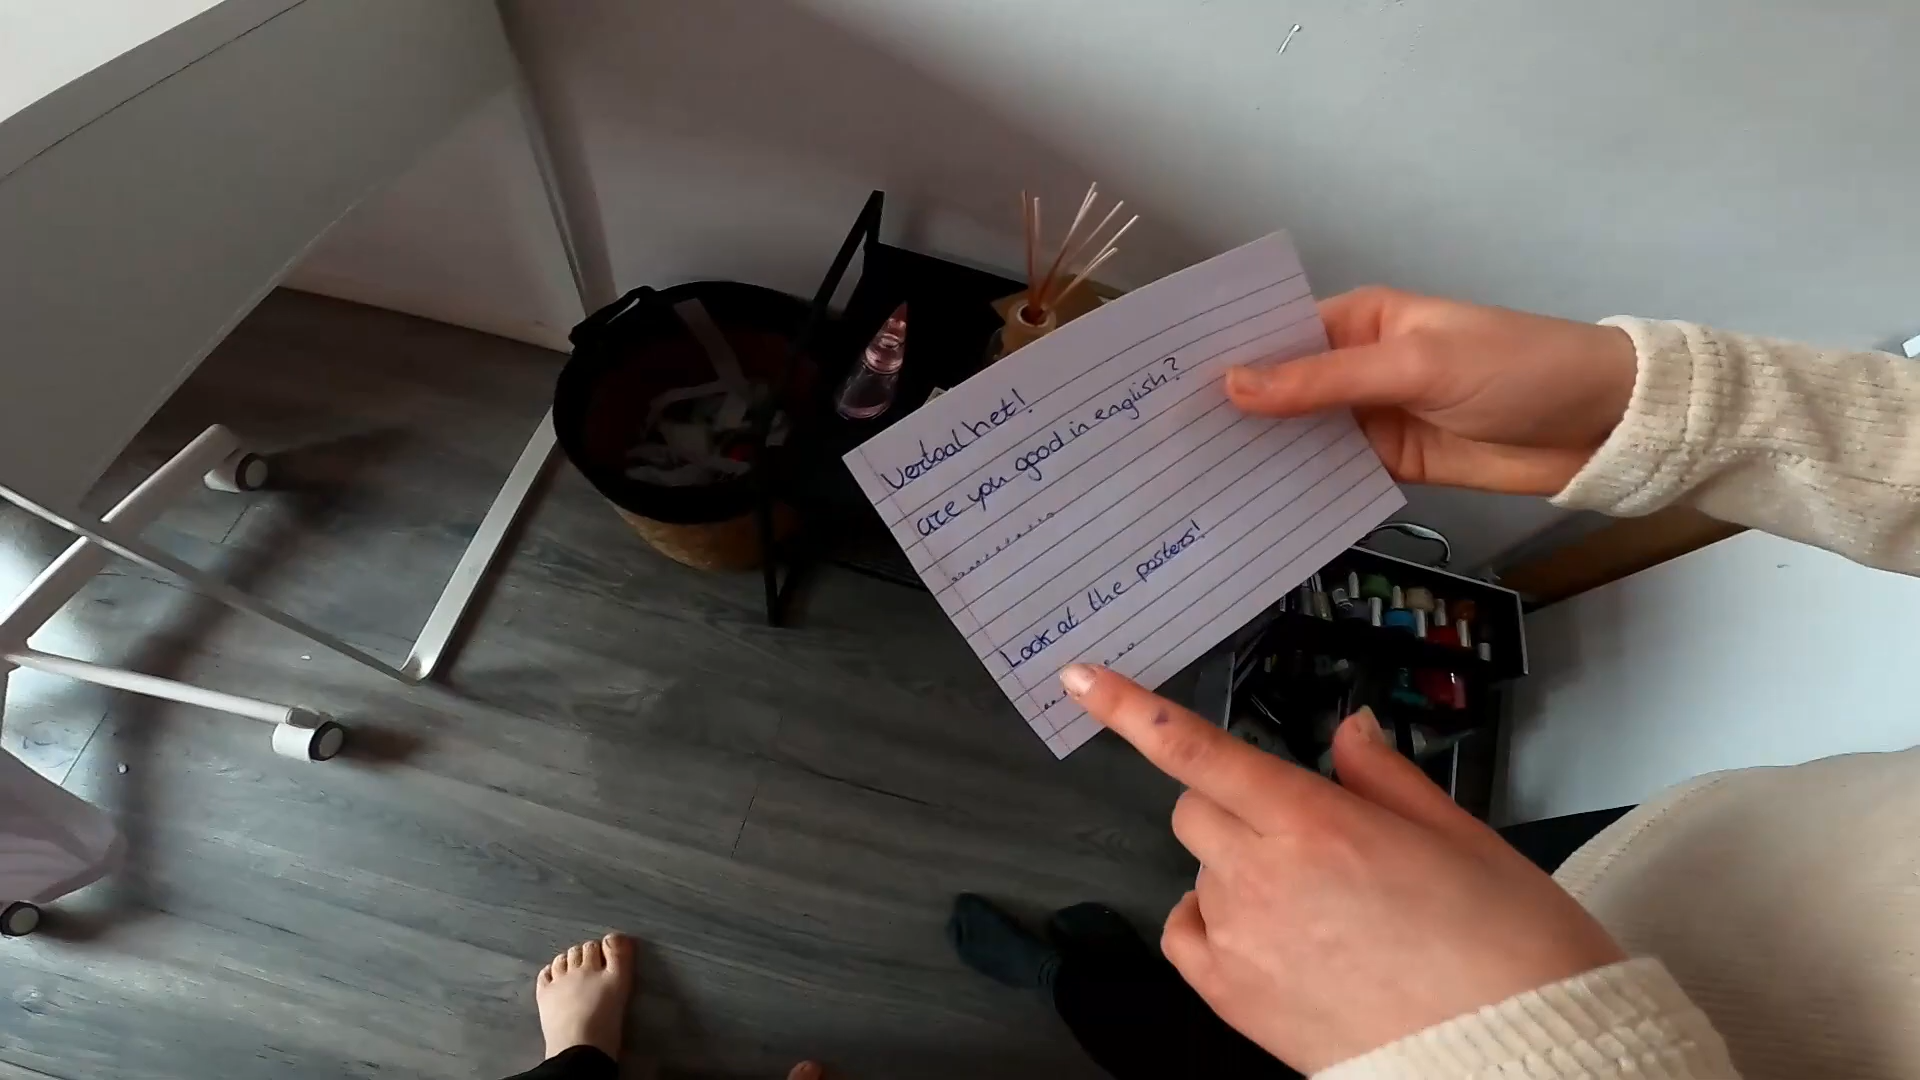 Vertaal het!
are you good in english?
..........
Look at the posters!
..........